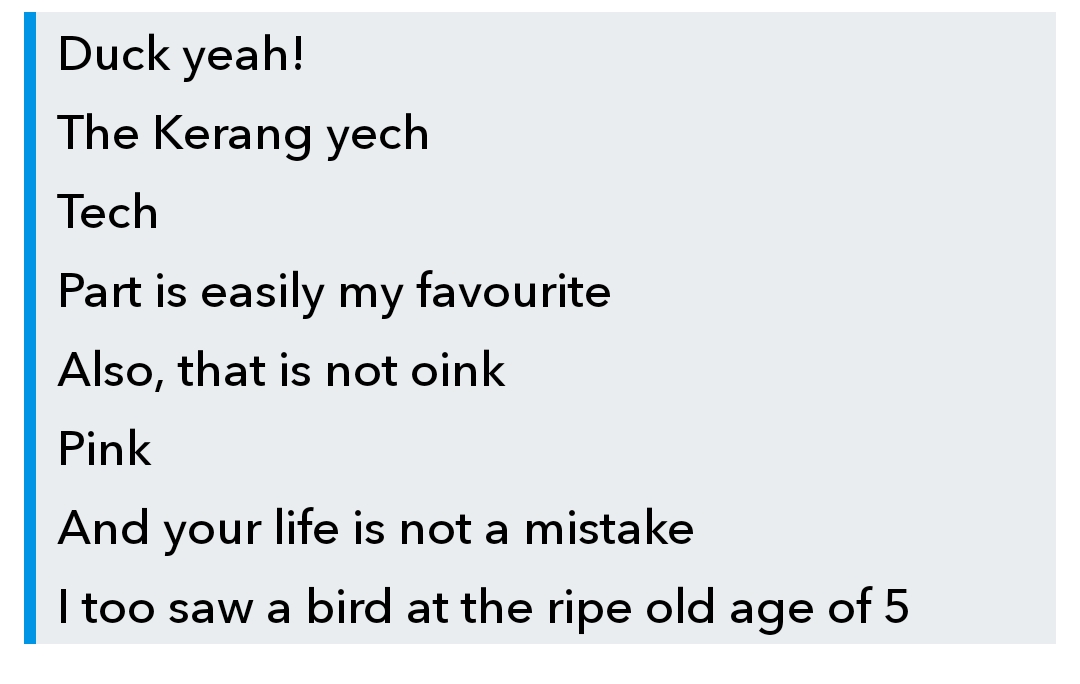 Duck yeah!
The Kerang yech
Tech
Part is easily my favourite
Also, that is not oink
Pink
And your life is not a mistake
I too saw a bird at the ripe old age of 5